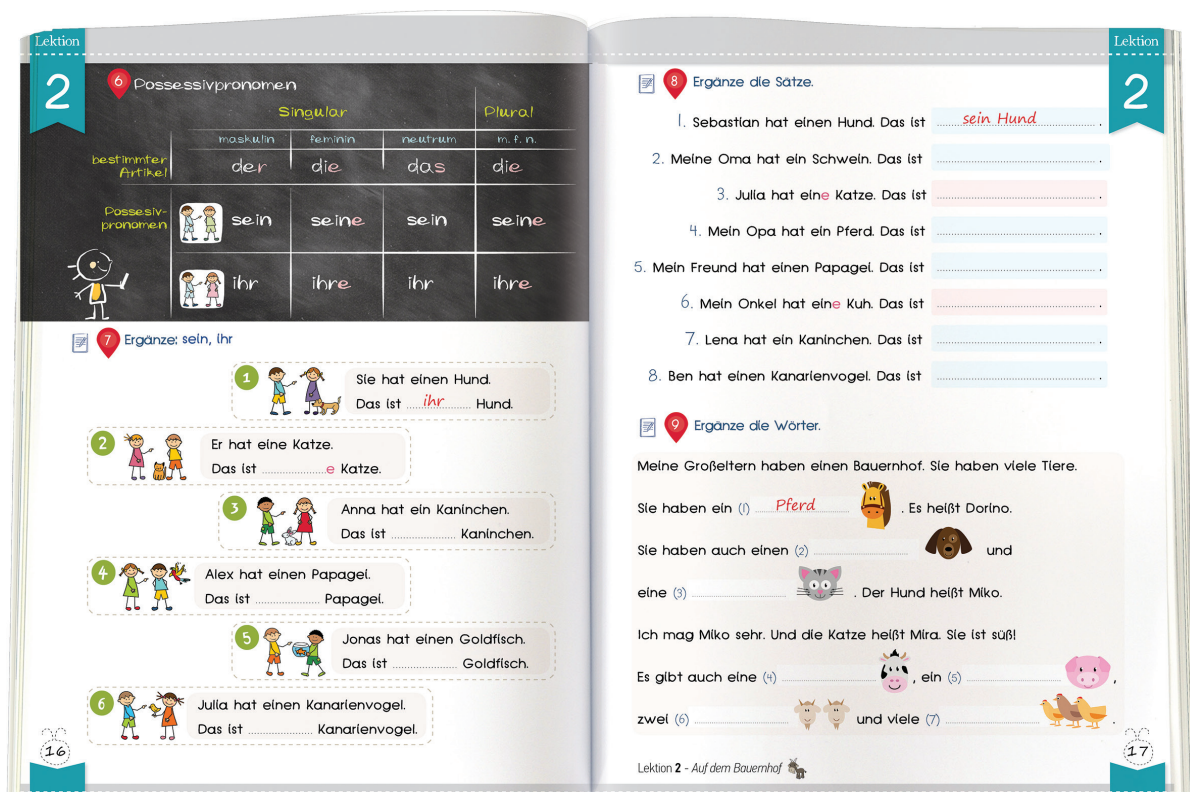 Lektion
2
6 Possessivpronomen
Singular Plural
maskulin feminin neutrum m. f. n.
bestimmter
Artikel
der die das die
Possesiv-
pronomen
sein seine sein seine
ihr ihre ihr ihre
7 Ergänze: sein, ihr
1
Sie hat einen Hund.
Das ist ihr Hund.
2
Er hat eine Katze.
Das ist ....................e Katze.
3
Anna hat ein Kaninchen.
Das ist .................... Kaninchen.
4
Alex hat einen Papagei.
Das ist .................... Papagei.
5
Jonas hat einen Goldfisch.
Das ist .................... Goldfisch.
6
Julia hat einen Kanarienvogel.
Das ist .................... Kanarienvogel.
16
Lektion
2
8 Ergänze die Sätze.
1. Sebastian hat einen Hund. Das ist sein Hund .
2. Meine Oma hat ein Schwein. Das ist .................... .
3. Julia hat eine Katze. Das ist .................... .
4. Mein Opa hat ein Pferd. Das ist .................... .
5. Mein Freund hat einen Papagei. Das ist .................... .
6. Mein Onkel hat eine Kuh. Das ist .................... .
7. Lena hat ein Kaninchen. Das ist .................... .
8. Ben hat einen Kanarienvogel. Das ist .................... .
9 Ergänze die Wörter.
Meine Großeltern haben einen Bauernhof. Sie haben viele Tiere.
Sie haben ein (1) Pferd . Es heißt Dorino.
Sie haben auch einen (2) .................... und
eine (3) .................... . Der Hund heißt Miko.
Ich mag Miko sehr. Und die Katze heißt Mira. Sie ist süß!
Es gibt auch eine (4) .................... , ein (5) .................... ,
zwei (6) .................... und viele (7) .................... .
Lektion 2 - Auf dem Bauernhof
17